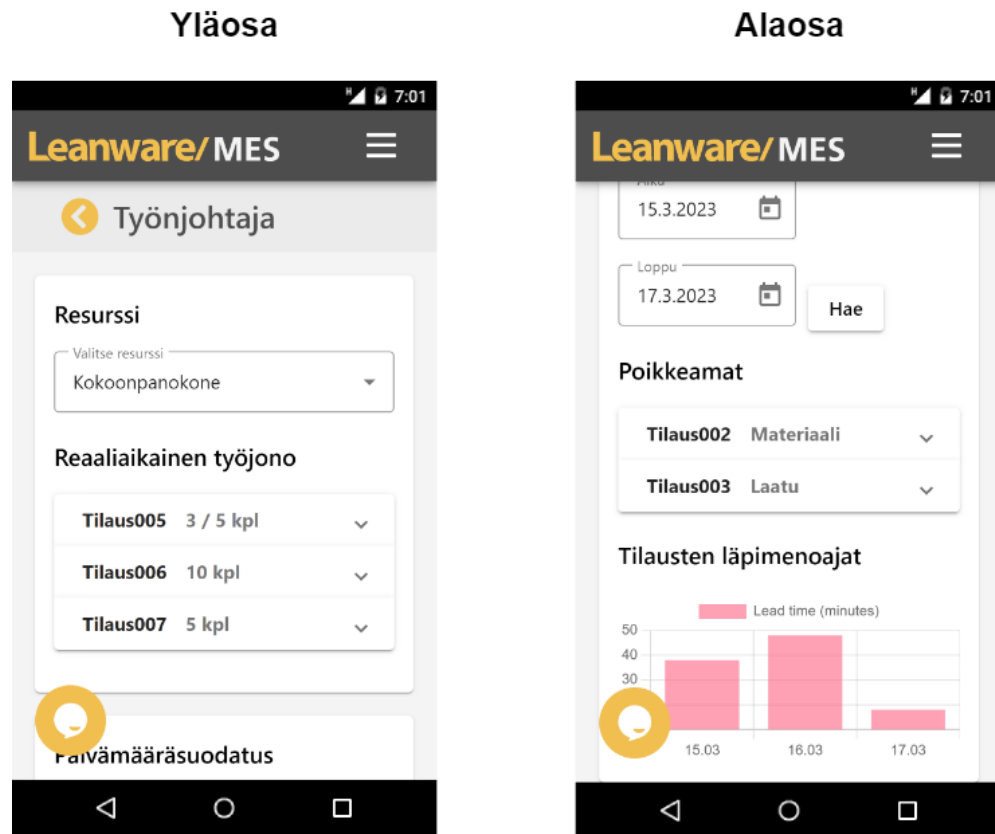 Yläosa
H 7:01
Leanware/MES
Työnjohtaja
Resurssi
Valitse resurssi
Kokoonpanokone
Reaaliaikainen työjono
Tilaus005 3 / 5 kpl
Tilaus006 10 kpl
Tilaus007 5 kpl
Päivämääräsuodatus
Alaosa
H 7:01
Leanware/MES
Alku
15.3.2023
Loppu
17.3.2023
Hae
Poikkeamat
Tilaus002 Materiaali
Tilaus003 Laatu
Tilausten läpimenoajat
Lead time (minutes)
50
40
30
15.03 16.03 17.03